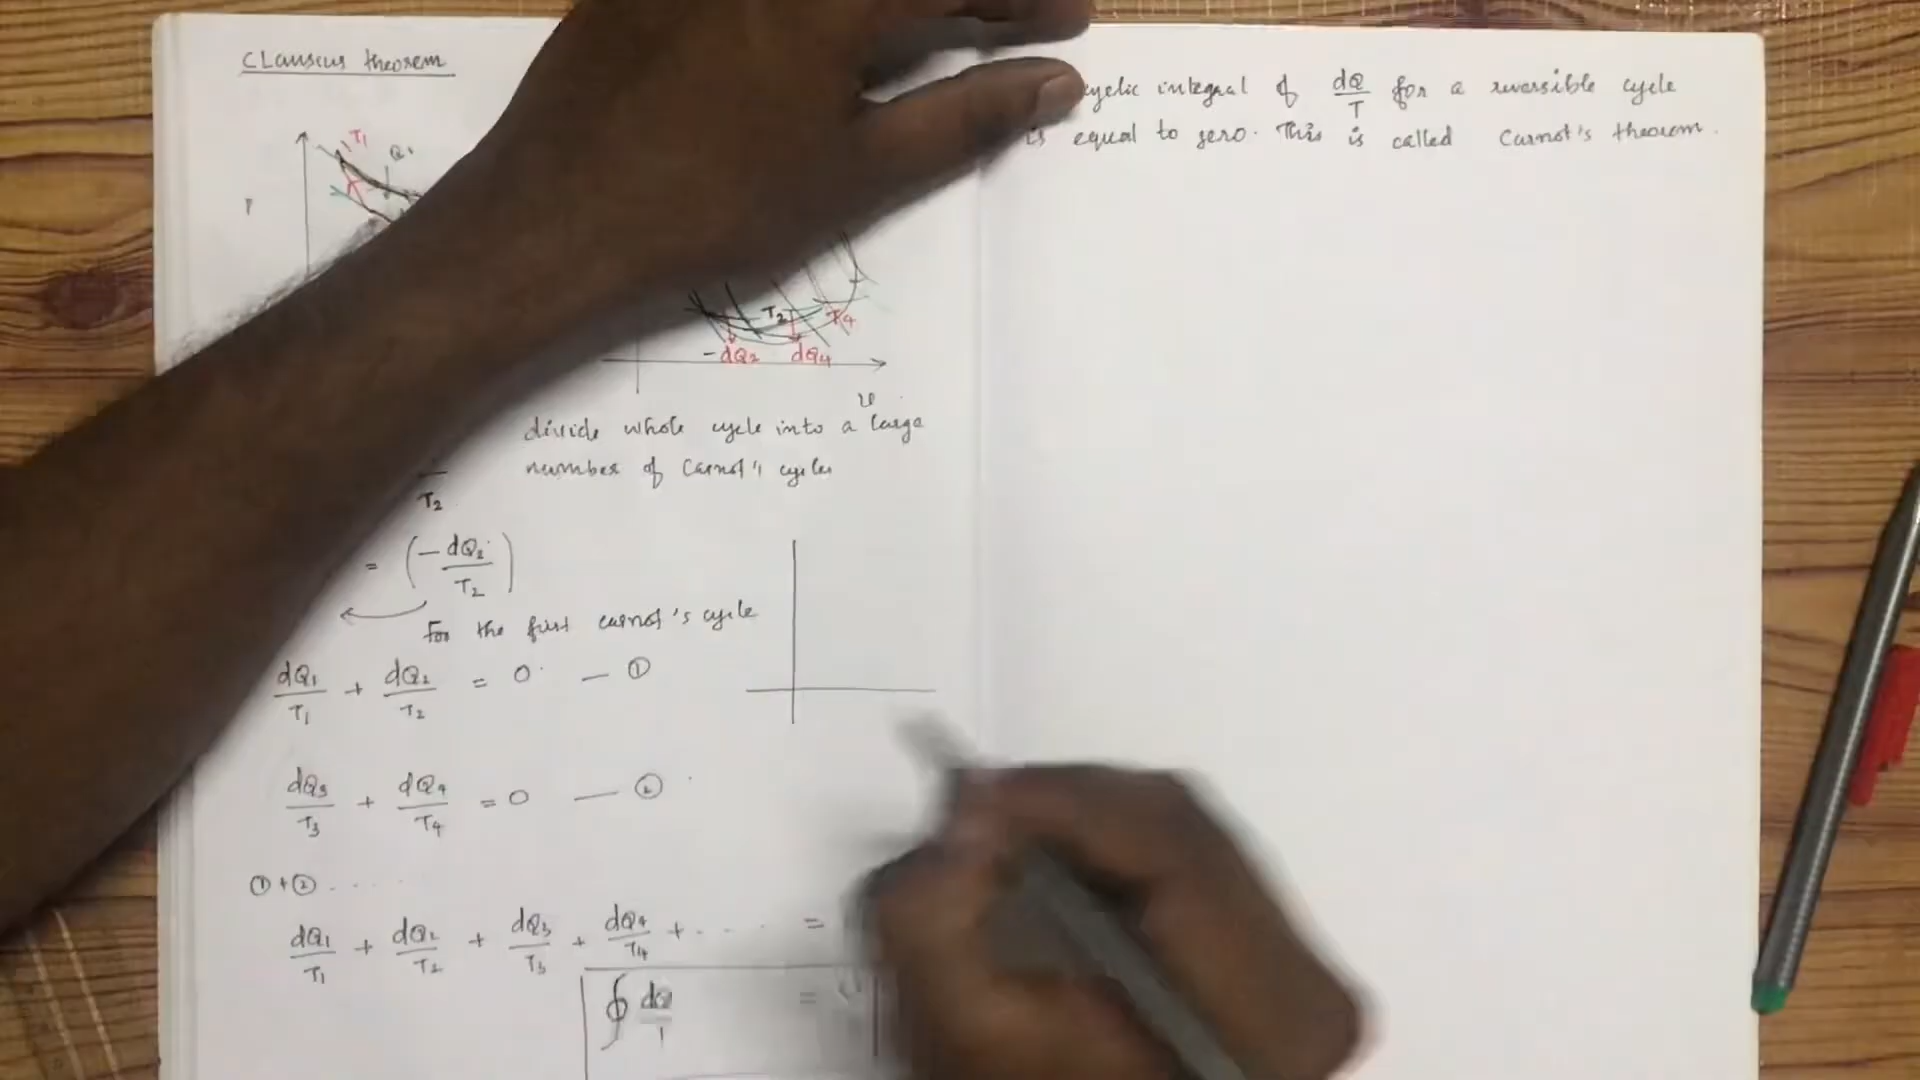 CLausius theorem
T1
Q1
P
T2
T4
-dQ2 dQ4
v
divide whole cycle into a large
number of Carnot's cycles
T2
= (-dQ2/T2)
For the first carnot's cycle
dQ1/T1 + dQ2/T2 = 0 — ①
dQ3/T3 + dQ4/T4 = 0 — ②
① + ② ....
dQ1/T1 + dQ2/T2 + dQ3/T3 + dQ4/T4 + .... =
∮ dQ/T =
cyclic integral of dQ/T for a reversible cycle
is equal to zero. This is called Carnot's theorem.